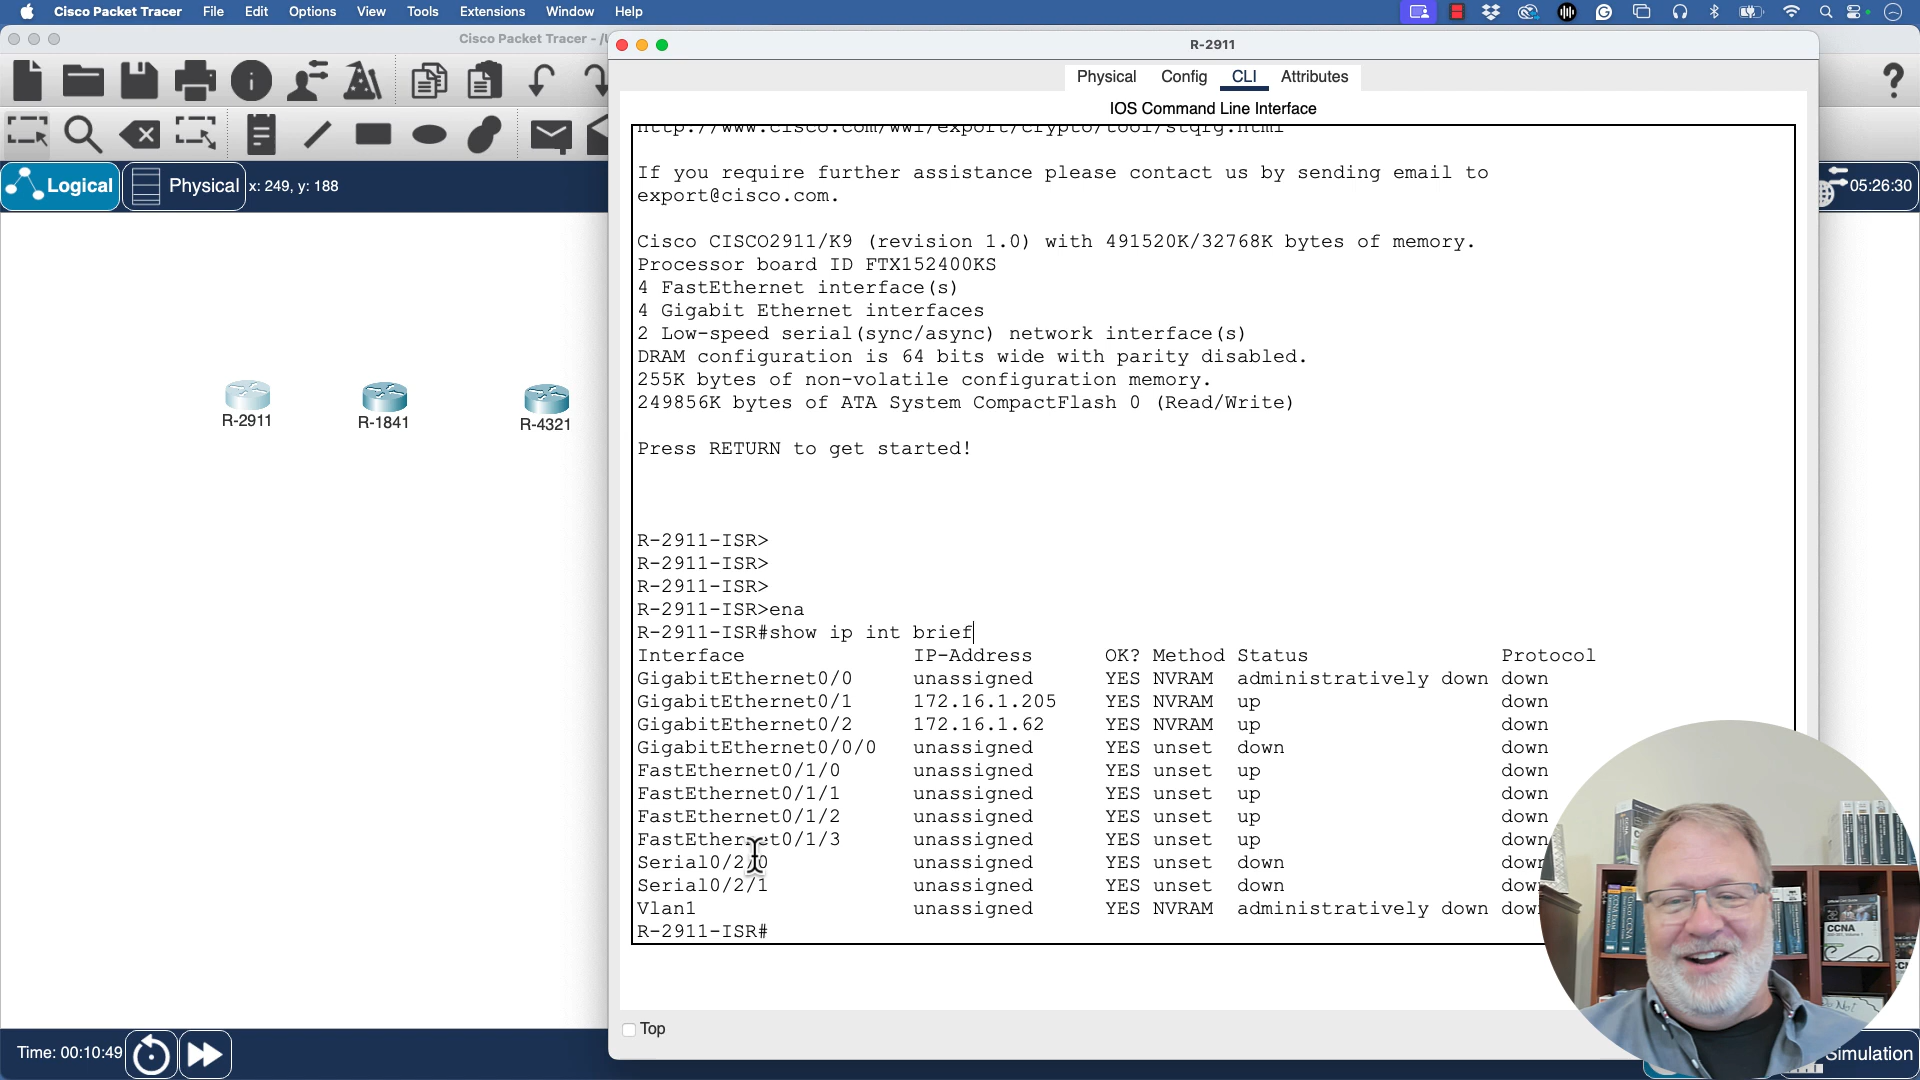 Cisco Packet Tracer File Edit Options View Tools Extensions Window Help
Cisco Packet Tracer - /U
R-2911
Physical Config CLI Attributes
IOS Command Line Interface
Logical Physical x: 249, y: 188
05:26:30
http://www.cisco.com/wwl/export/crypto/tool/stqrg.html
If you require further assistance please contact us by sending email to
export@cisco.com.
Cisco CISCO2911/K9 (revision 1.0) with 491520K/32768K bytes of memory.
Processor board ID FTX152400KS
4 FastEthernet interface(s)
4 Gigabit Ethernet interfaces
2 Low-speed serial(sync/async) network interface(s)
DRAM configuration is 64 bits wide with parity disabled.
255K bytes of non-volatile configuration memory.
249856K bytes of ATA System CompactFlash 0 (Read/Write)
Press RETURN to get started!
R-2911 R-1841 R-4321
R-2911-ISR>
R-2911-ISR>
R-2911-ISR>
R-2911-ISR>ena
R-2911-ISR#show ip int brief
Interface IP-Address OK? Method Status Protocol
GigabitEthernet0/0 unassigned YES NVRAM administratively down down
GigabitEthernet0/1 172.16.1.205 YES NVRAM up down
GigabitEthernet0/2 172.16.1.62 YES NVRAM up down
GigabitEthernet0/0/0 unassigned YES unset down down
FastEthernet0/1/0 unassigned YES unset up down
FastEthernet0/1/1 unassigned YES unset up down
FastEthernet0/1/2 unassigned YES unset up down
FastEthernet0/1/3 unassigned YES unset up down
Serial0/2/0 unassigned YES unset down down
Serial0/2/1 unassigned YES unset down down
Vlan1 unassigned YES NVRAM administratively down down
R-2911-ISR#
CCNA
Top
Time: 00:10:49
Simulation